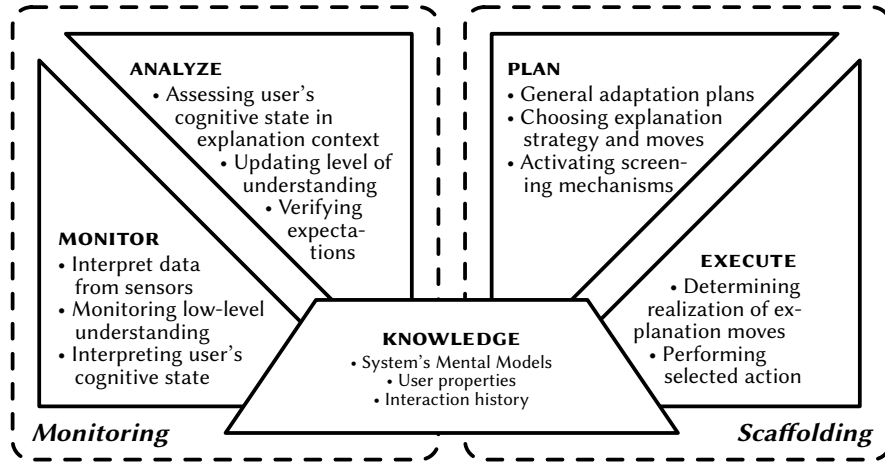 ANALYZE
• Assessing user's
cognitive state in
explanation context
• Updating level of
understanding
• Verifying
expecta-
tions
MONITOR
• Interpret data
from sensors
• Monitoring low-level
understanding
• Interpreting user's
cognitive state
Monitoring
KNOWLEDGE
• System's Mental Models
• User properties
• Interaction history
PLAN
• General adaptation plans
• Choosing explanation
strategy and moves
• Activating screen-
ing mechanisms
EXECUTE
• Determining
realization of ex-
planation moves
• Performing
selected action
Scaffolding